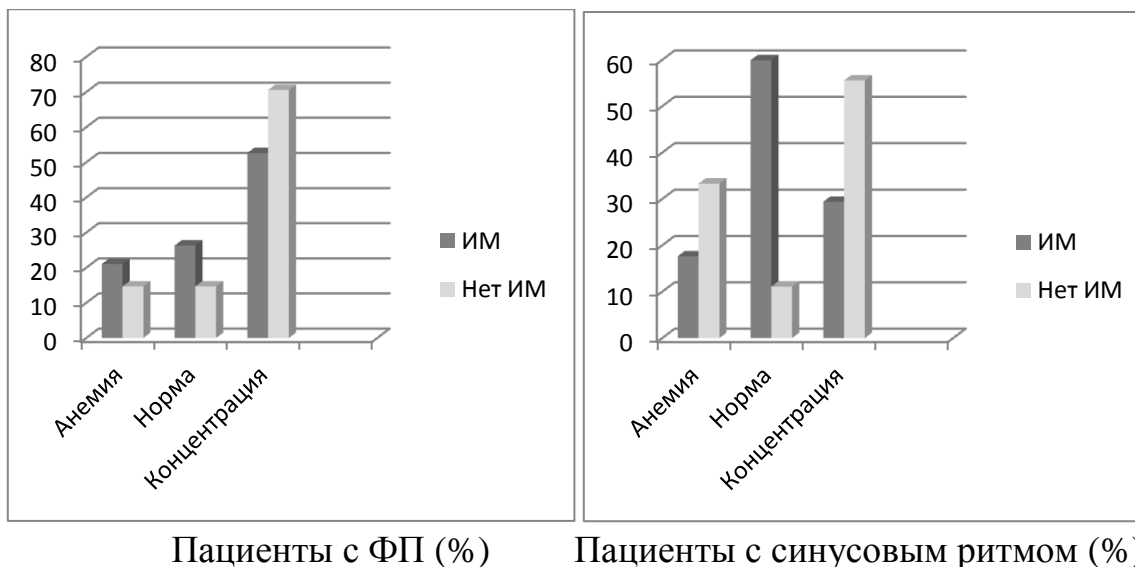 80
70
60
50
40
30
20
10
0
Анемия
Норма
Концентрация
ИМ
Нет ИМ
60
50
40
30
20
10
0
Анемия
Норма
Концентрация
ИМ
Нет ИМ
Пациенты с ФП (%)
Пациенты с синусовым ритмом (%)